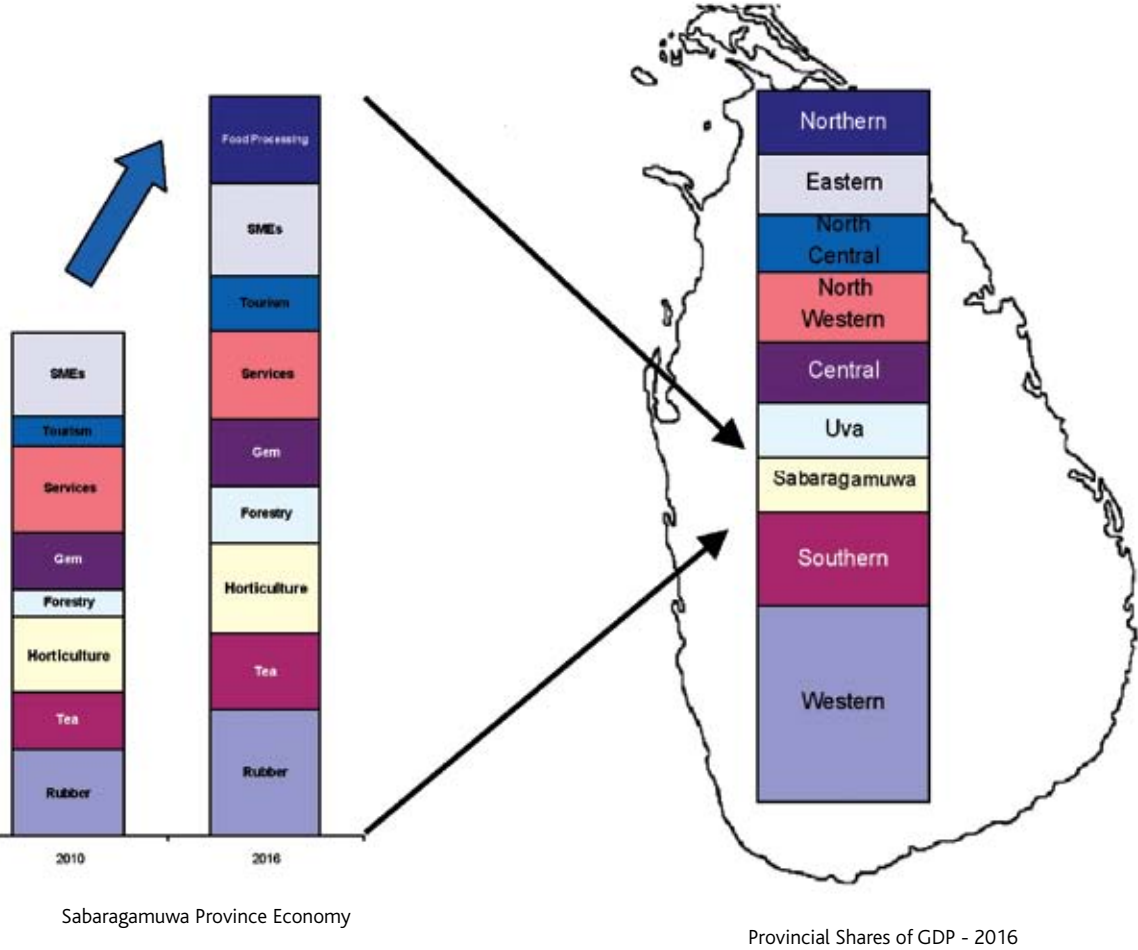 SMEs
Tourism
Services
Gem
Forestry
Horticulture
Tea
Rubber
2010
Food Processing
SMEs
Tourism
Services
Gem
Forestry
Horticulture
Tea
Rubber
2016
Sabaragamuwa Province Economy
Northern
Eastern
North
Central
North
Western
Central
Uva
Sabaragamuwa
Southern
Western
Provincial Shares of GDP - 2016